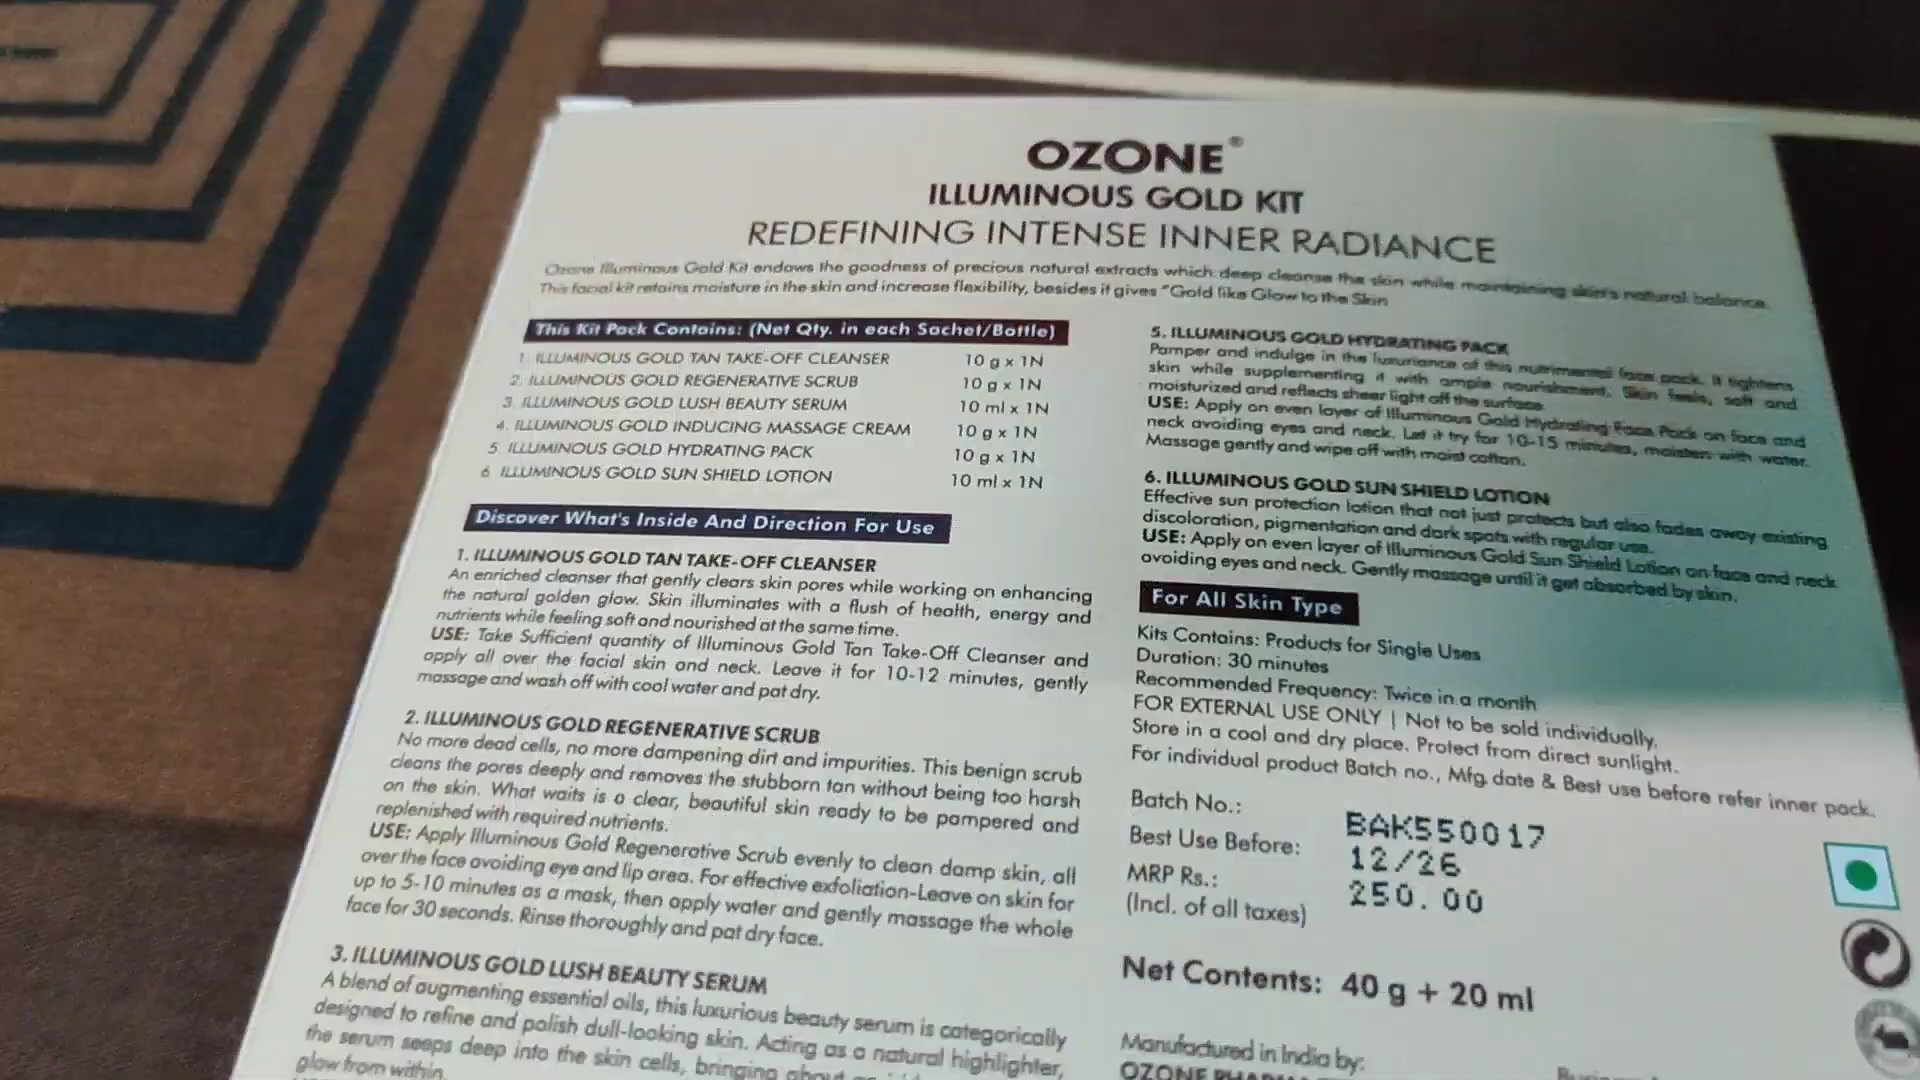 OZONE®
ILLUMINOUS GOLD KIT
REDEFINING INTENSE INNER RADIANCE
Ozone Illuminous Gold Kit endows the goodness of precious natural extracts which deep cleanse the skin while maintaining skin's natural balance.
This facial kit retains moisture in the skin and increase flexibility, besides it gives "Gold like Glow to the Skin
This Kit Pack Contains: (Net Qty. in each Sachet/Bottle)
1. ILLUMINOUS GOLD TAN TAKE-OFF CLEANSER 10 g x 1N
2. ILLUMINOUS GOLD REGENERATIVE SCRUB 10 g x 1N
3. ILLUMINOUS GOLD LUSH BEAUTY SERUM 10 ml x 1N
4. ILLUMINOUS GOLD INDUCING MASSAGE CREAM 10 g x 1N
5. ILLUMINOUS GOLD HYDRATING PACK 10 g x 1N
6. ILLUMINOUS GOLD SUN SHIELD LOTION 10 ml x 1N
Discover What's Inside And Direction For Use
1. ILLUMINOUS GOLD TAN TAKE-OFF CLEANSER
An enriched cleanser that gently clears skin pores while working on enhancing
the natural golden glow. Skin illuminates with a flush of health, energy and
nutrients while feeling soft and nourished at the same time.
USE: Take Sufficient quantity of Illuminous Gold Tan Take-Off Cleanser and
apply all over the facial skin and neck. Leave it for 10-12 minutes, gently
massage and wash off with cool water and pat dry.
2. ILLUMINOUS GOLD REGENERATIVE SCRUB
No more dead cells, no more dampening dirt and impurities. This benign scrub
cleans the pores deeply and removes the stubborn tan without being too harsh
on the skin. What waits is a clear, beautiful skin ready to be pampered and
replenished with required nutrients.
USE: Apply Illuminous Gold Regenerative Scrub evenly to clean damp skin, all
over the face avoiding eye and lip area. For effective exfoliation-Leave on skin for
up to 5-10 minutes as a mask, then apply water and gently massage the whole
face for 30 seconds. Rinse thoroughly and pat dry face.
3. ILLUMINOUS GOLD LUSH BEAUTY SERUM
A blend of augmenting essential oils, this luxurious beauty serum is categorically
designed to refine and polish dull-looking skin. Acting as a natural highlighter,
the serum seeps deep into the skin cells, bringing about
glow from within.
5. ILLUMINOUS GOLD HYDRATING PACK
Pamper and indulge in the luxuriance of this nutrimental face pack. It tightens
skin while supplementing it with ample nourishment. Skin feels, soft and
moisturized and reflects sheer light off the surface.
USE: Apply on even layer of Illuminous Gold Hydrating Face Pack on face and
neck avoiding eyes and neck. Let it try for 10-15 minutes, moisten with water.
Massage gently and wipe off with moist cotton.
6. ILLUMINOUS GOLD SUN SHIELD LOTION
Effective sun protection lotion that not just protects but also fades away existing
discoloration, pigmentation and dark spots with regular use.
USE: Apply on even layer of Illuminous Gold Sun Shield Lotion on face and neck
avoiding eyes and neck. Gently massage until it get absorbed by skin.
For All Skin Type
Kits Contains: Products for Single Uses
Duration: 30 minutes
Recommended Frequency: Twice in a month
FOR EXTERNAL USE ONLY | Not to be sold individually.
Store in a cool and dry place. Protect from direct sunlight.
For individual product Batch no., Mfg. date & Best use before refer inner pack.
Batch No.: BAK550017
Best Use Before: 12/26
MRP Rs.: 250.00
(Incl. of all taxes)
Net Contents: 40 g + 20 ml
Manufactured in India by:
OZONE